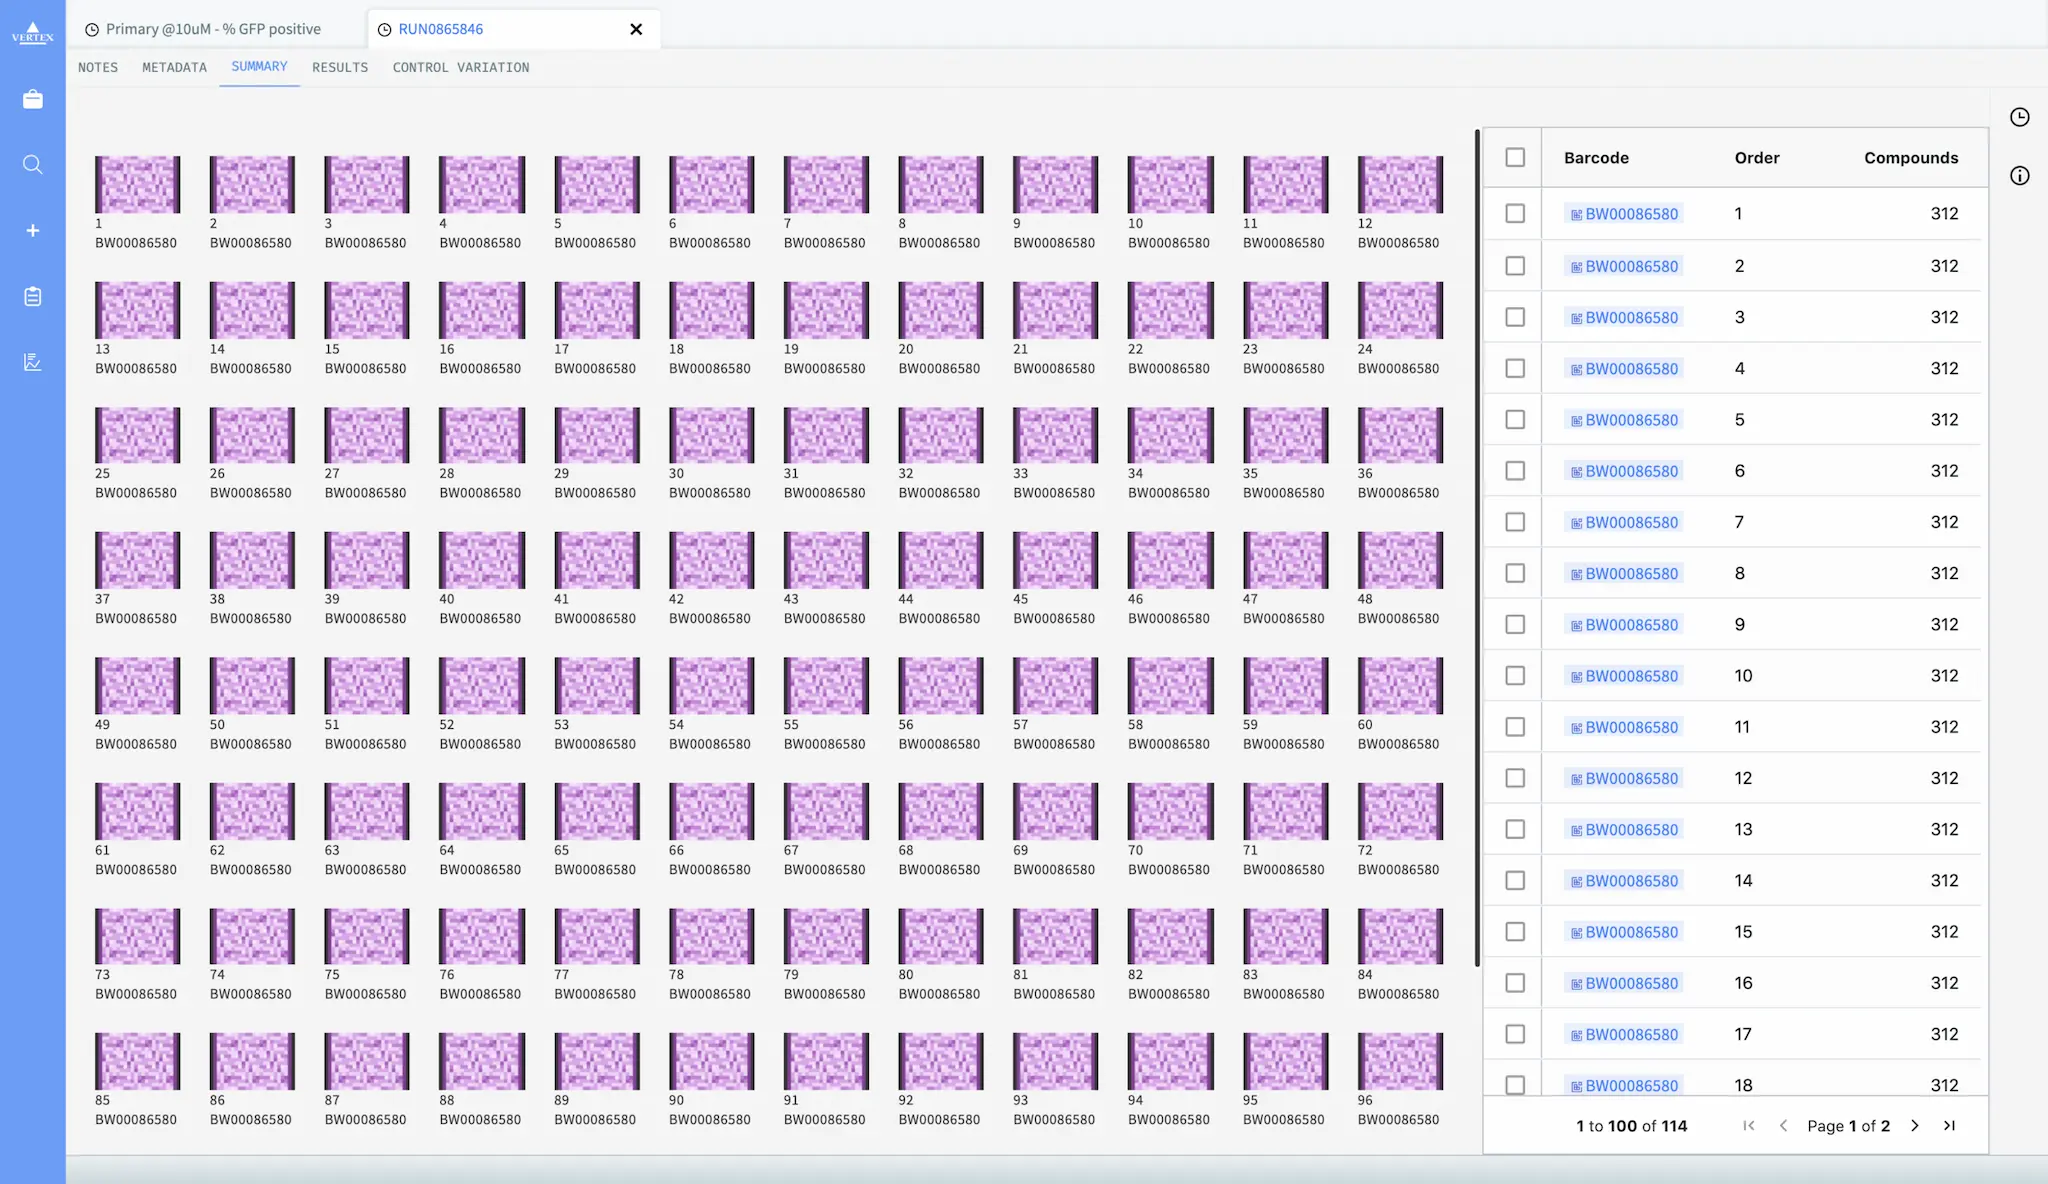 VERTEX
Primary @10uM - % GFP positive
RUN0865846
NOTES METADATA SUMMARY RESULTS CONTROL VARIATION
1 2 3 4 5 6 7 8 9 10 11 12
BW00086580 BW00086580 BW00086580 BW00086580 BW00086580 BW00086580 BW00086580 BW00086580 BW00086580 BW00086580 BW00086580 BW00086580
13 14 15 16 17 18 19 20 21 22 23 24
BW00086580 BW00086580 BW00086580 BW00086580 BW00086580 BW00086580 BW00086580 BW00086580 BW00086580 BW00086580 BW00086580 BW00086580
25 26 27 28 29 30 31 32 33 34 35 36
BW00086580 BW00086580 BW00086580 BW00086580 BW00086580 BW00086580 BW00086580 BW00086580 BW00086580 BW00086580 BW00086580 BW00086580
37 38 39 40 41 42 43 44 45 46 47 48
BW00086580 BW00086580 BW00086580 BW00086580 BW00086580 BW00086580 BW00086580 BW00086580 BW00086580 BW00086580 BW00086580 BW00086580
49 50 51 52 53 54 55 56 57 58 59 60
BW00086580 BW00086580 BW00086580 BW00086580 BW00086580 BW00086580 BW00086580 BW00086580 BW00086580 BW00086580 BW00086580 BW00086580
61 62 63 64 65 66 67 68 69 70 71 72
BW00086580 BW00086580 BW00086580 BW00086580 BW00086580 BW00086580 BW00086580 BW00086580 BW00086580 BW00086580 BW00086580 BW00086580
73 74 75 76 77 78 79 80 81 82 83 84
BW00086580 BW00086580 BW00086580 BW00086580 BW00086580 BW00086580 BW00086580 BW00086580 BW00086580 BW00086580 BW00086580 BW00086580
85 86 87 88 89 90 91 92 93 94 95 96
BW00086580 BW00086580 BW00086580 BW00086580 BW00086580 BW00086580 BW00086580 BW00086580 BW00086580 BW00086580 BW00086580 BW00086580
Barcode Order Compounds
BW00086580 1 312
BW00086580 2 312
BW00086580 3 312
BW00086580 4 312
BW00086580 5 312
BW00086580 6 312
BW00086580 7 312
BW00086580 8 312
BW00086580 9 312
BW00086580 10 312
BW00086580 11 312
BW00086580 12 312
BW00086580 13 312
BW00086580 14 312
BW00086580 15 312
BW00086580 16 312
BW00086580 17 312
BW00086580 18 312
1 to 100 of 114 Page 1 of 2